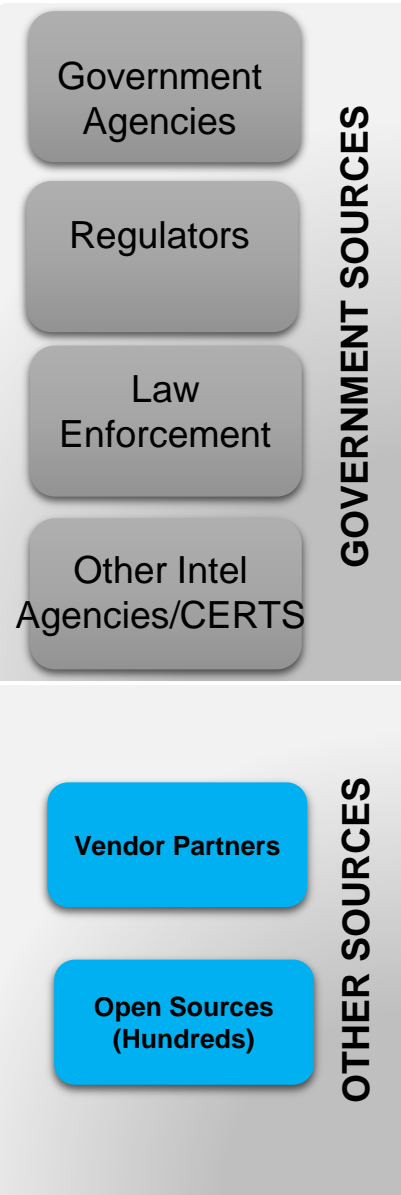 Government
Agencies
Regulators
Law
Enforcement
Other Intel
Agencies/CERTS
GOVERNMENT SOURCES
Vendor Partners
Open Sources
(Hundreds)
OTHER SOURCES